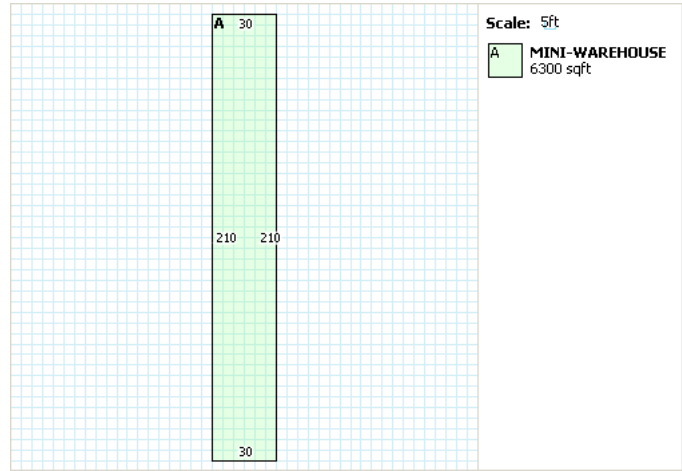 A 30
210 210
30
Scale: 5ft
A MINI-WAREHOUSE
6300 sqft